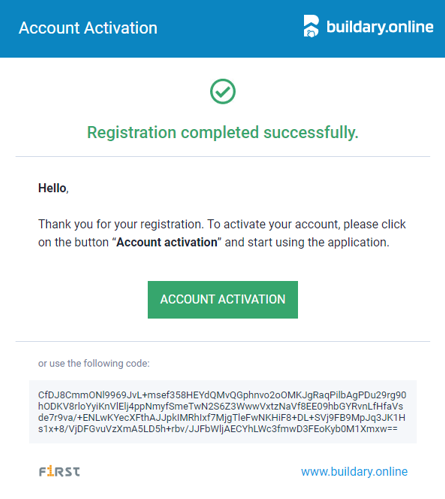 Account Activation
buildary.online
Registration completed successfully.
Hello,
Thank you for your registration. To activate your account, please click
on the button “Account activation” and start using the application.
ACCOUNT ACTIVATION
or use the following code:
CfDJ8CmmONl9969JvL+msef358HEYdQMvQGphnvo2oOMKJgRaqPilbAgPDu29rg90
hODKV8rloYyiKnVlElj4ppNmyfSmeTwN2S6Z3WwwVxtzNaVf8EE09hbGYRvnLfHfaVs
de7r9va/+ENLwKYecXFthAJJpkIMRhIxf7MjgTleFwNKHiF8+DL+SVj9FB9MpJq3JK1H
s1x+8/VjDFGvuVzXmA5LD5h+rbv/JJFbWljAECYhLWc3fmwD3FEoKyb0M1Xmxw==
FiRST
www.buildary.online